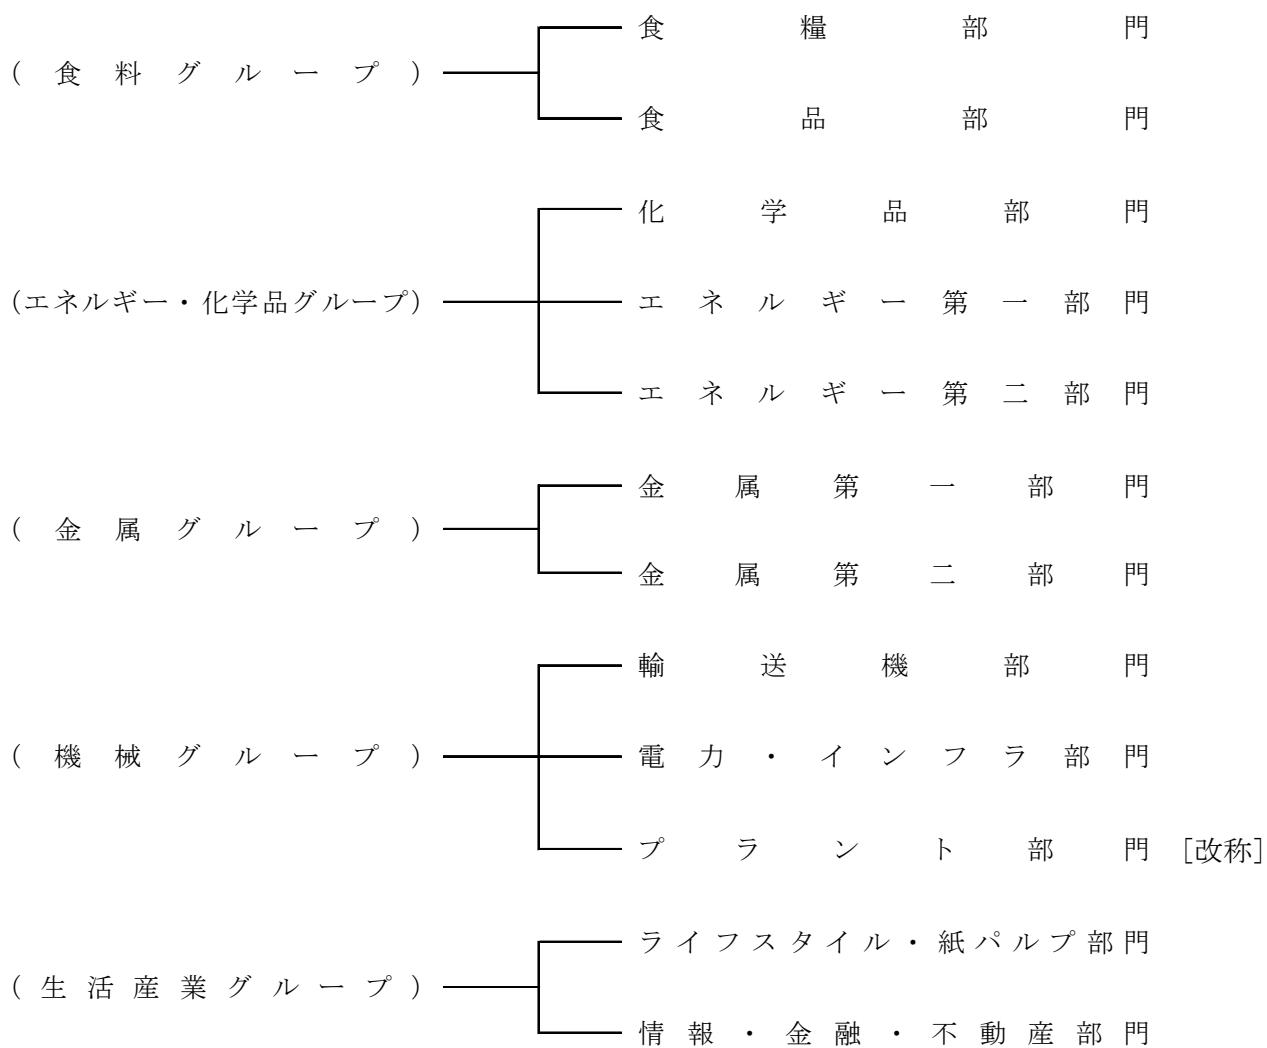 食糧部門
(食料グループ)
食品部門
化学品部門
(エネルギー・化学品グループ)
エネルギー第一部門
エネルギー第二部門
金属第一部門
(金属グループ)
金属第二部門
輸送機部門
(機械グループ)
電力・インフラ部門
プラント部門 [改称]
ライフスタイル・紙パルプ部門
(生活産業グループ)
情報・金融・不動産部門